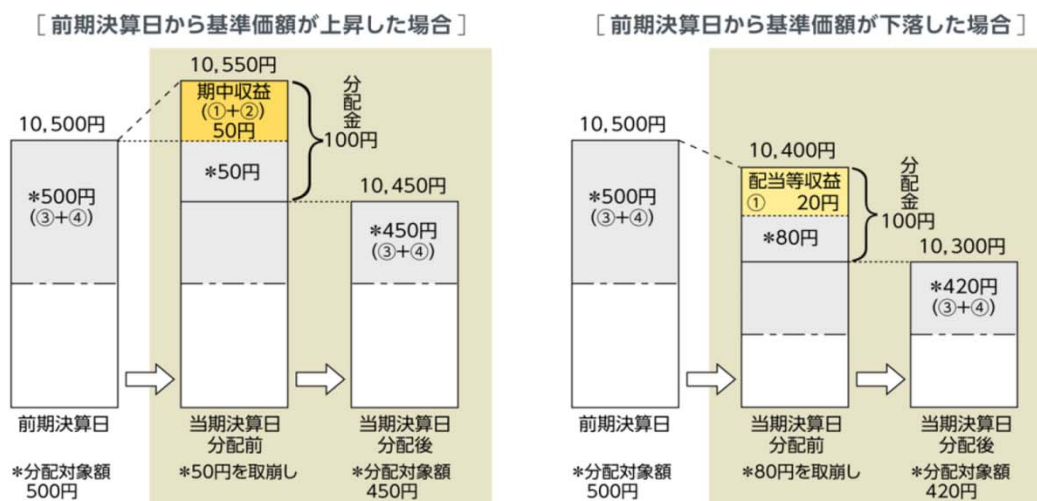 [前期決算日から基準価額が上昇した場合]
10,550円
期中収益
(①+②)
50円
分配金
100円
10,500円
*500円
(③+④)
*50円
10,450円
*450円
(③+④)
前期決算日
当期決算日
分配前
当期決算日
分配後
*分配対象額
500円
*50円を取崩し
*分配対象額
450円
[前期決算日から基準価額が下落した場合]
10,500円
*500円
(③+④)
10,400円
配当等収益
① 20円
*80円
分配金
100円
10,300円
*420円
(③+④)
前期決算日
当期決算日
分配前
当期決算日
分配後
*分配対象額
500円
*80円を取崩し
*分配対象額
420円